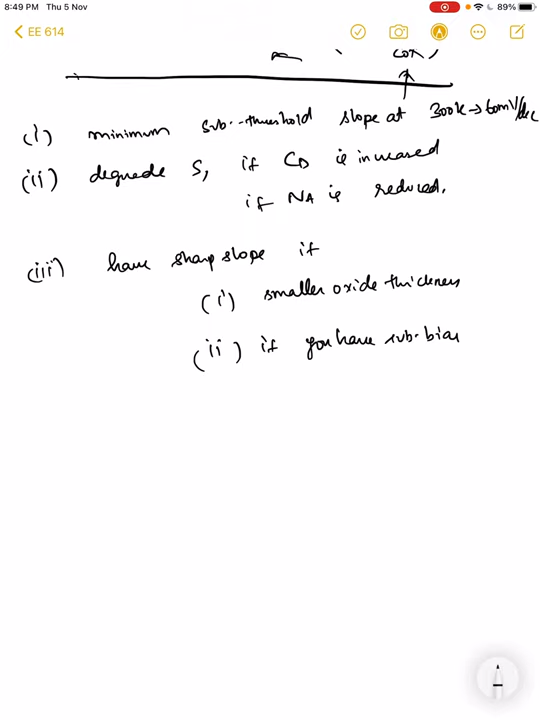 8:49 PM Thu 5 Nov 89%
EE 614
Cox
(i) minimum sub-threshold slope at 300k → 60mV/dec
(ii) degrade S, if CD is increased
if NA is reduced.
(iii) have sharp slope if
(i) smaller oxide thickness
(ii) if you have sub-bias